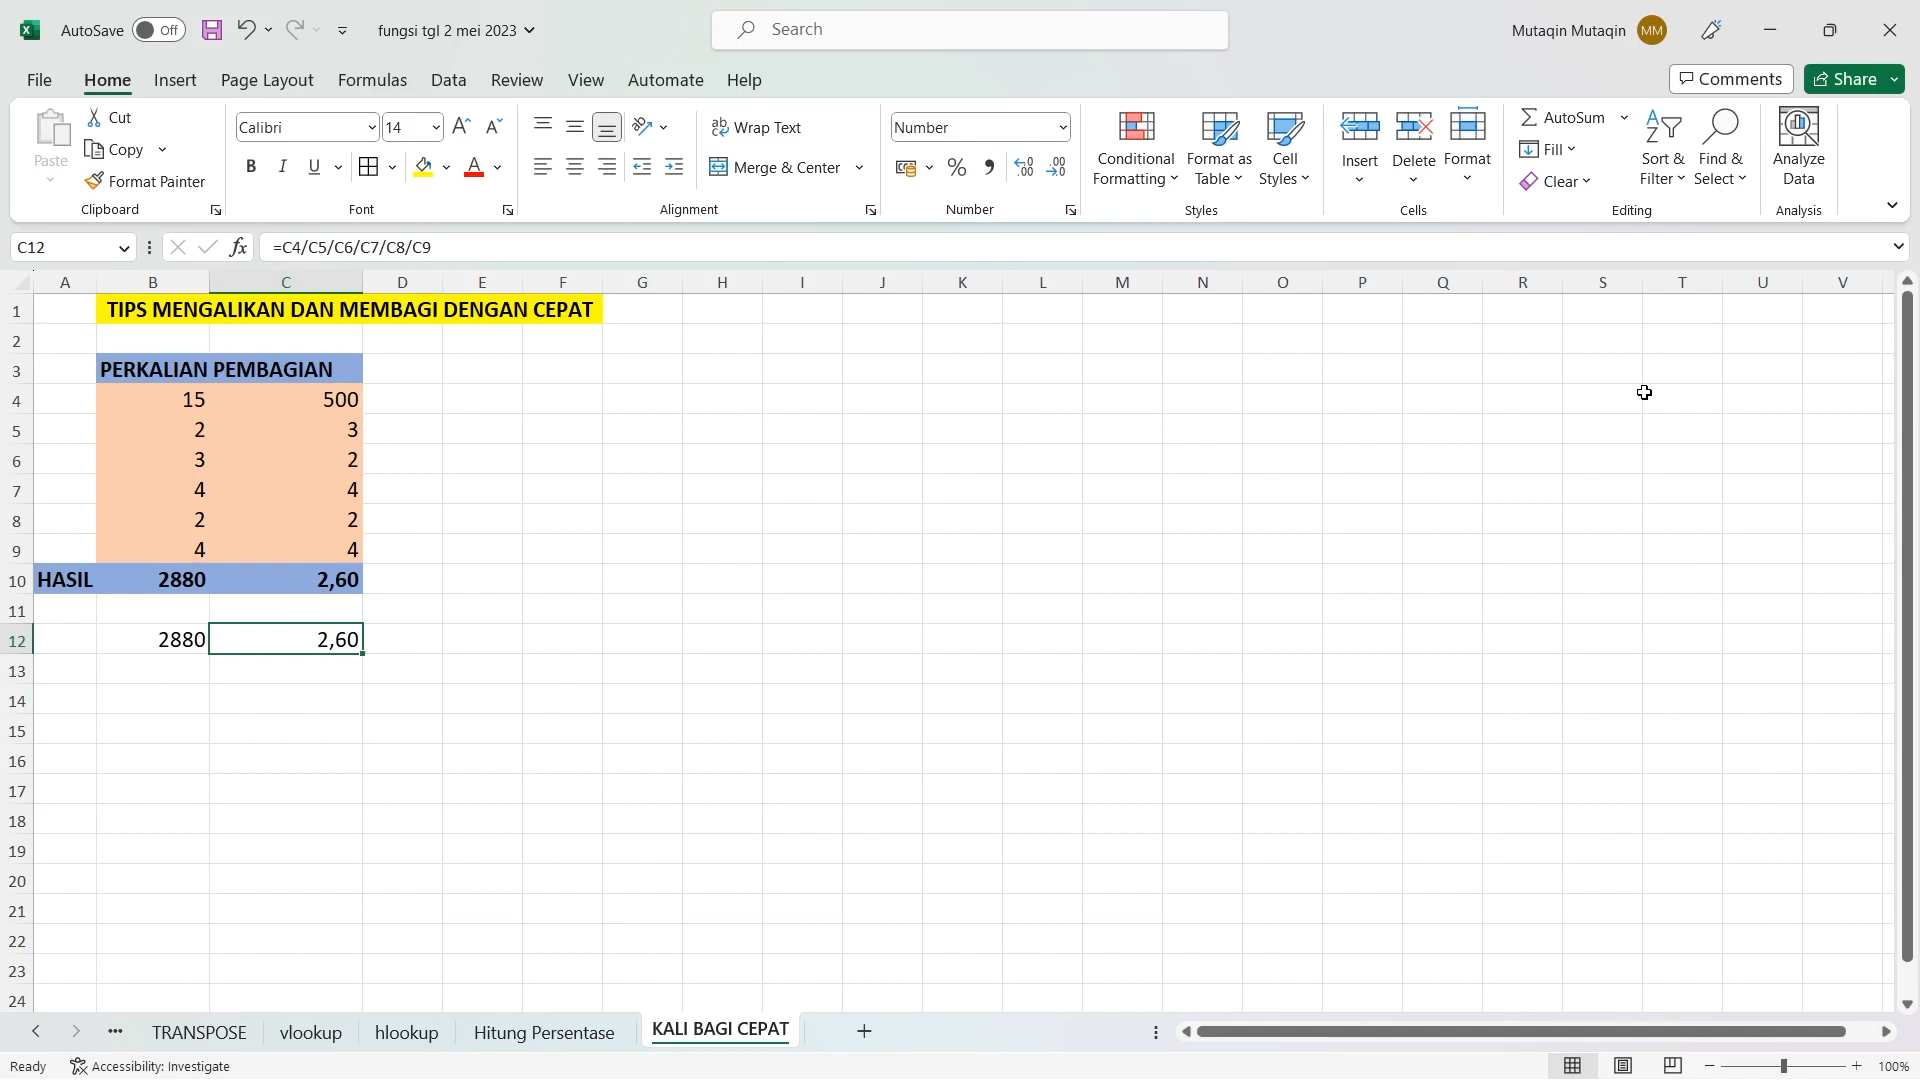 AutoSave Off fungsi tgl 2 mei 2023 Search Mutaqin Mutaqin MM
File Home Insert Page Layout Formulas Data Review View Automate Help Comments Share
Paste
Cut
Copy
Format Painter
Clipboard
Calibri 14
B I U A
Font
ab Wrap Text
Merge & Center
Alignment
Number
%
Number
Conditional Formatting
Format as Table
Cell Styles
Styles
Insert Delete Format
Cells
AutoSum
Fill
Clear
Sort & Filter
Find & Select
Editing
Analyze Data
Analysis
C12 fx =C4/C5/C6/C7/C8/C9
A B C D E F G H I J K L M N O P Q R S T U V
1 TIPS MENGALIKAN DAN MEMBAGI DENGAN CEPAT
2
3 PERKALIAN PEMBAGIAN
4 15 500
5 2 3
6 3 2
7 4 4
8 2 2
9 4 4
10 HASIL 2880 2,60
11
12 2880 2,60
13
14
15
16
17
18
19
20
21
22
23
24
TRANSPOSE vlookup hlookup Hitung Persentase KALI BAGI CEPAT
Ready Accessibility: Investigate 100%